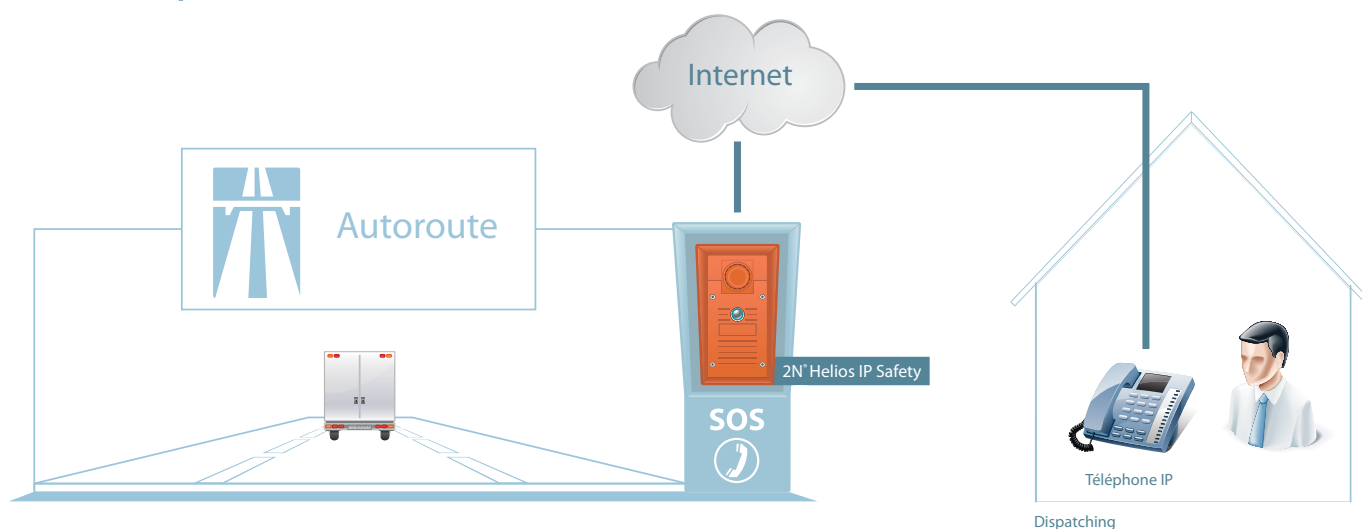 Internet
Autoroute
2N® Helios IP Safety
SOS
Téléphone IP
Dispatching